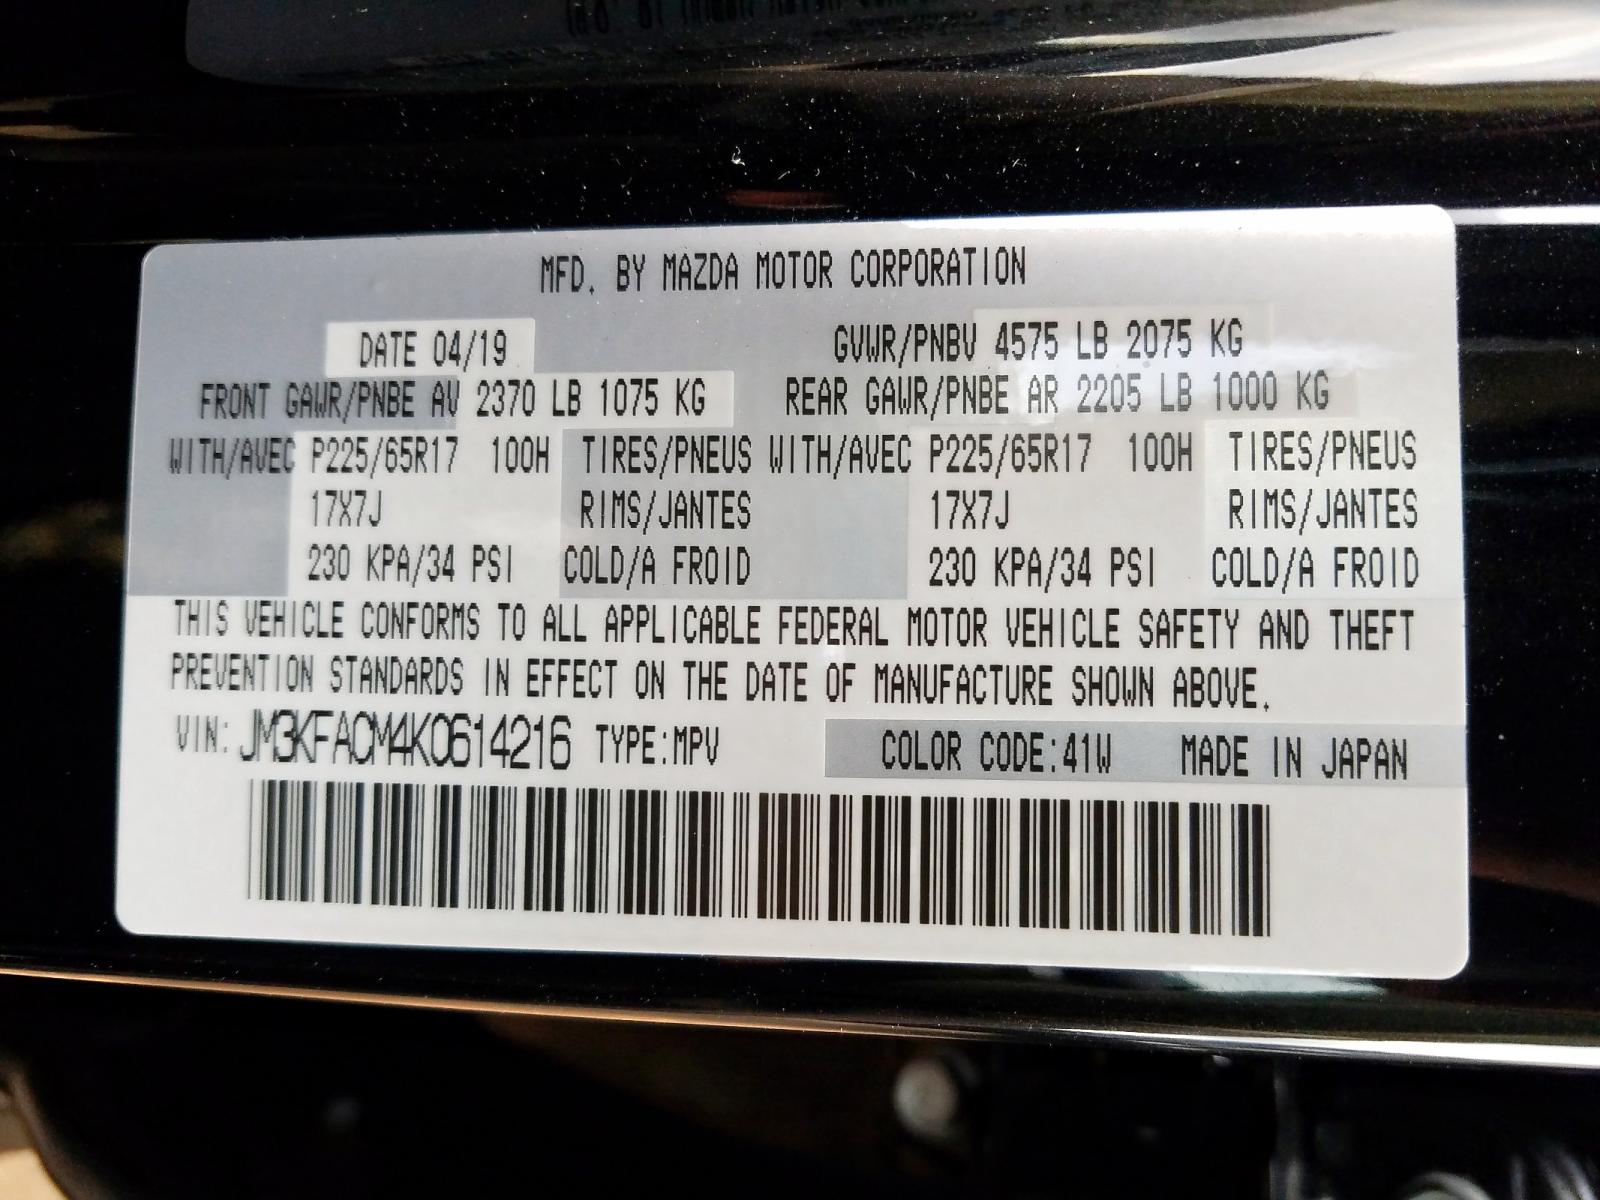 MFD. BY MAZDA MOTOR CORPORATION
DATE 04/19 GVWR/PNBV 4575 LB 2075 KG
FRONT GAWR/PNBE AV 2370 LB 1075 KG REAR GAWR/PNBE AR 2205 LB 1000 KG
WITH/AVEC P225/65R17 100H TIRES/PNEUS WITH/AVEC P225/65R17 100H TIRES/PNEUS
17X7J RIMS/JANTES 17X7J RIMS/JANTES
230 KPA/34 PSI COLD/A FROID 230 KPA/34 PSI COLD/A FROID
THIS VEHICLE CONFORMS TO ALL APPLICABLE FEDERAL MOTOR VEHICLE SAFETY AND THEFT
PREVENTION STANDARDS IN EFFECT ON THE DATE OF MANUFACTURE SHOWN ABOVE.
VIN: JM3KFACM4K0614216 TYPE:MPV COLOR CODE:41W MADE IN JAPAN